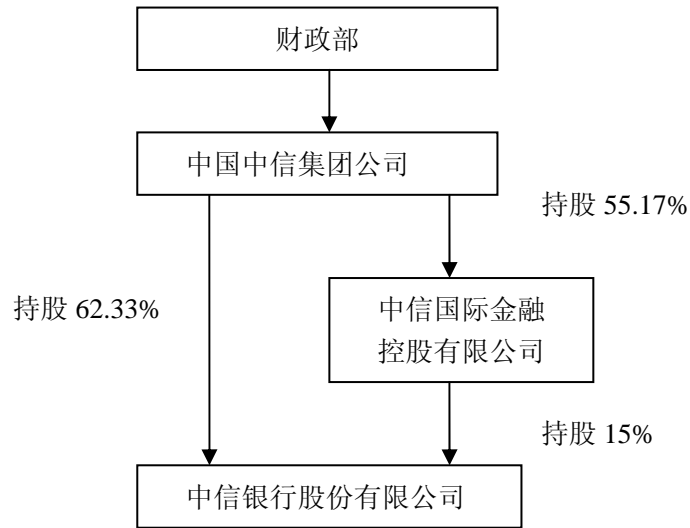 财政部
中国中信集团公司
持股 55.17%
持股 62.33%
中信国际金融
控股有限公司
持股 15%
中信银行股份有限公司